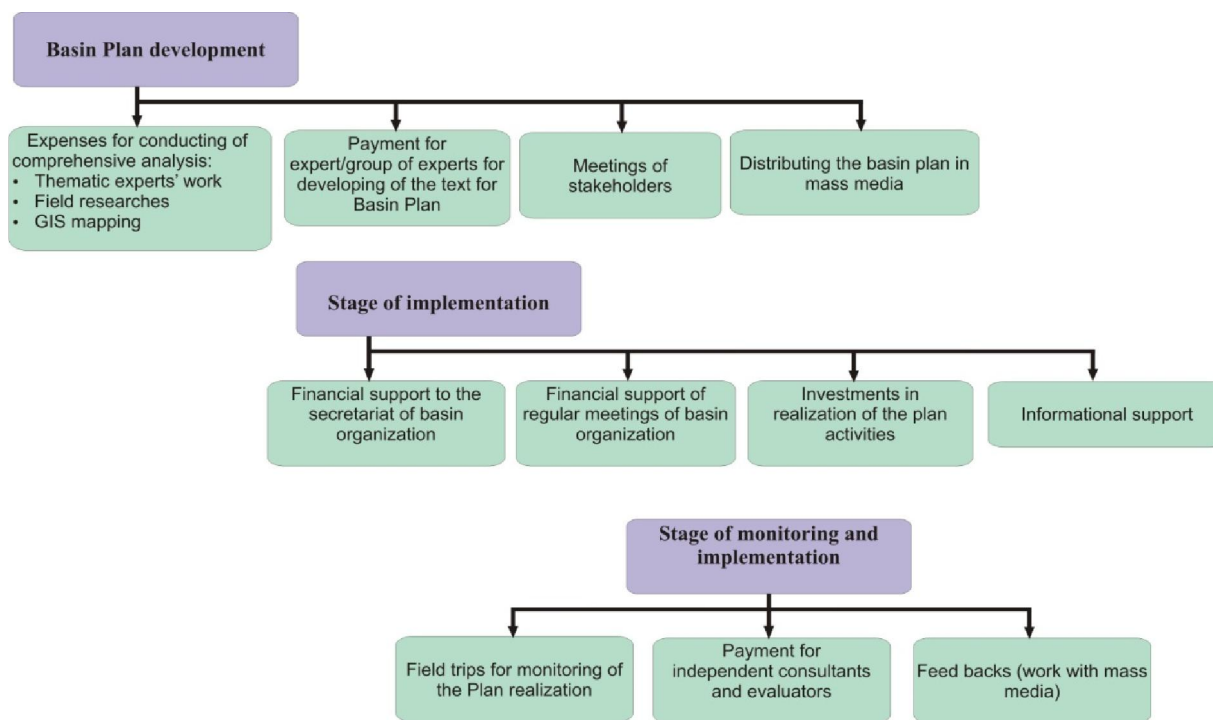 Basin Plan development
Expenses for conducting of
comprehensive analysis:
• Thematic experts' work
• Field researches
• GIS mapping
Payment for
expert/group of experts for
developing of the text for
Basin Plan
Meetings of
stakeholders
Distributing the basin plan in
mass media
Stage of implementation
Financial support to the
secretariat of basin
organization
Financial support of
regular meetings of basin
organization
Investments in
realization of the plan
activities
Informational support
Stage of monitoring and
implementation
Field trips for monitoring of
the Plan realization
Payment for
independent consultants
and evaluators
Feed backs (work with mass
media)